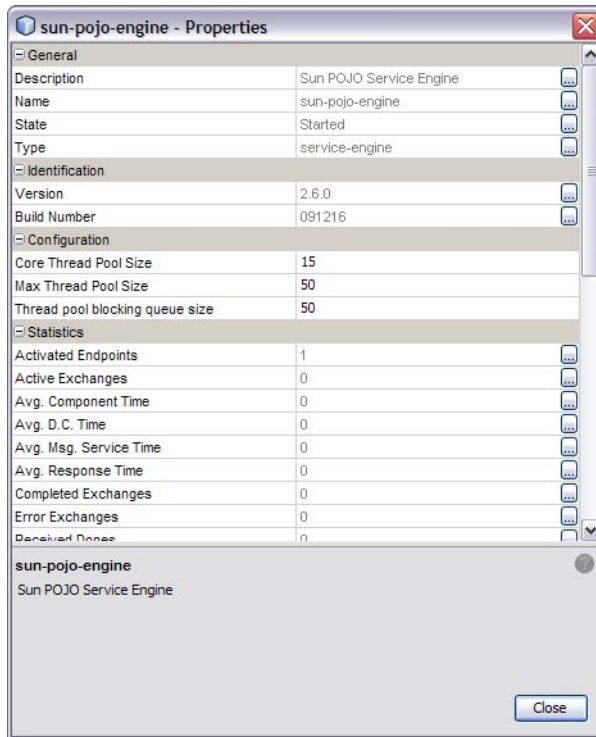 sun-pojo-engine - Properties
General
Description Sun POJO Service Engine ...
Name sun-pojo-engine ...
State Started ...
Type service-engine ...
Identification
Version 2.6.0 ...
Build Number 091216 ...
Configuration
Core Thread Pool Size 15
Max Thread Pool Size 50
Thread pool blocking queue size 50
Statistics
Activated Endpoints 1 ...
Active Exchanges 0 ...
Avg. Component Time 0 ...
Avg. D.C. Time 0 ...
Avg. Msg. Service Time 0 ...
Avg. Response Time 0 ...
Completed Exchanges 0 ...
Error Exchanges 0 ...
Received Dones 0
sun-pojo-engine ?
Sun POJO Service Engine
Close